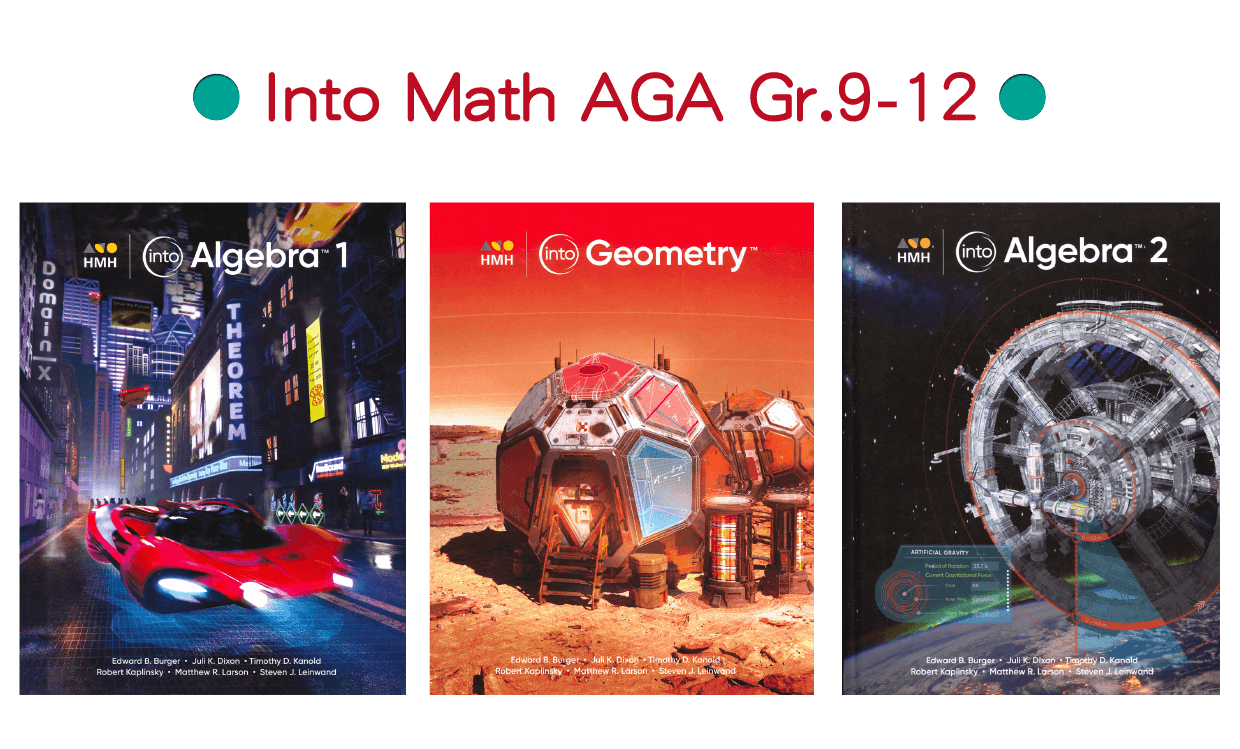 Into Math AGA Gr.9-12
HMH
into Algebra™ 1
Domain|X
THEOREM
Edward B. Burger • Juli K. Dixon • Timothy D. Kanold
Robert Kaplinsky • Matthew R. Larson • Steven J. Leinwand
HMH
into Geometry™
Edward B. Burger • Juli K. Dixon • Timothy D. Kanold
Robert Kaplinsky • Matthew R. Larson • Steven J. Leinwand
HMH
into Algebra™ 2
ARTIFICIAL GRAVITY
Period of Rotation 23.7 s
Current Gravitational Force
Edward B. Burger • Juli K. Dixon • Timothy D. Kanold
Robert Kaplinsky • Matthew R. Larson • Steven J. Leinwand